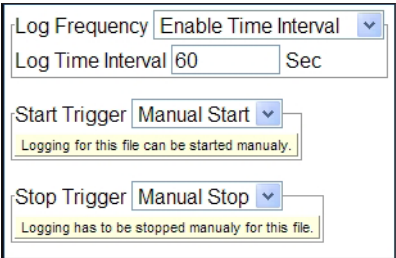 Log Frequency Enable Time Interval
Log Time Interval 60 Sec
Start Trigger Manual Start
Logging for this file can be started manualy.
Stop Trigger Manual Stop
Logging has to be stopped manualy for this file.